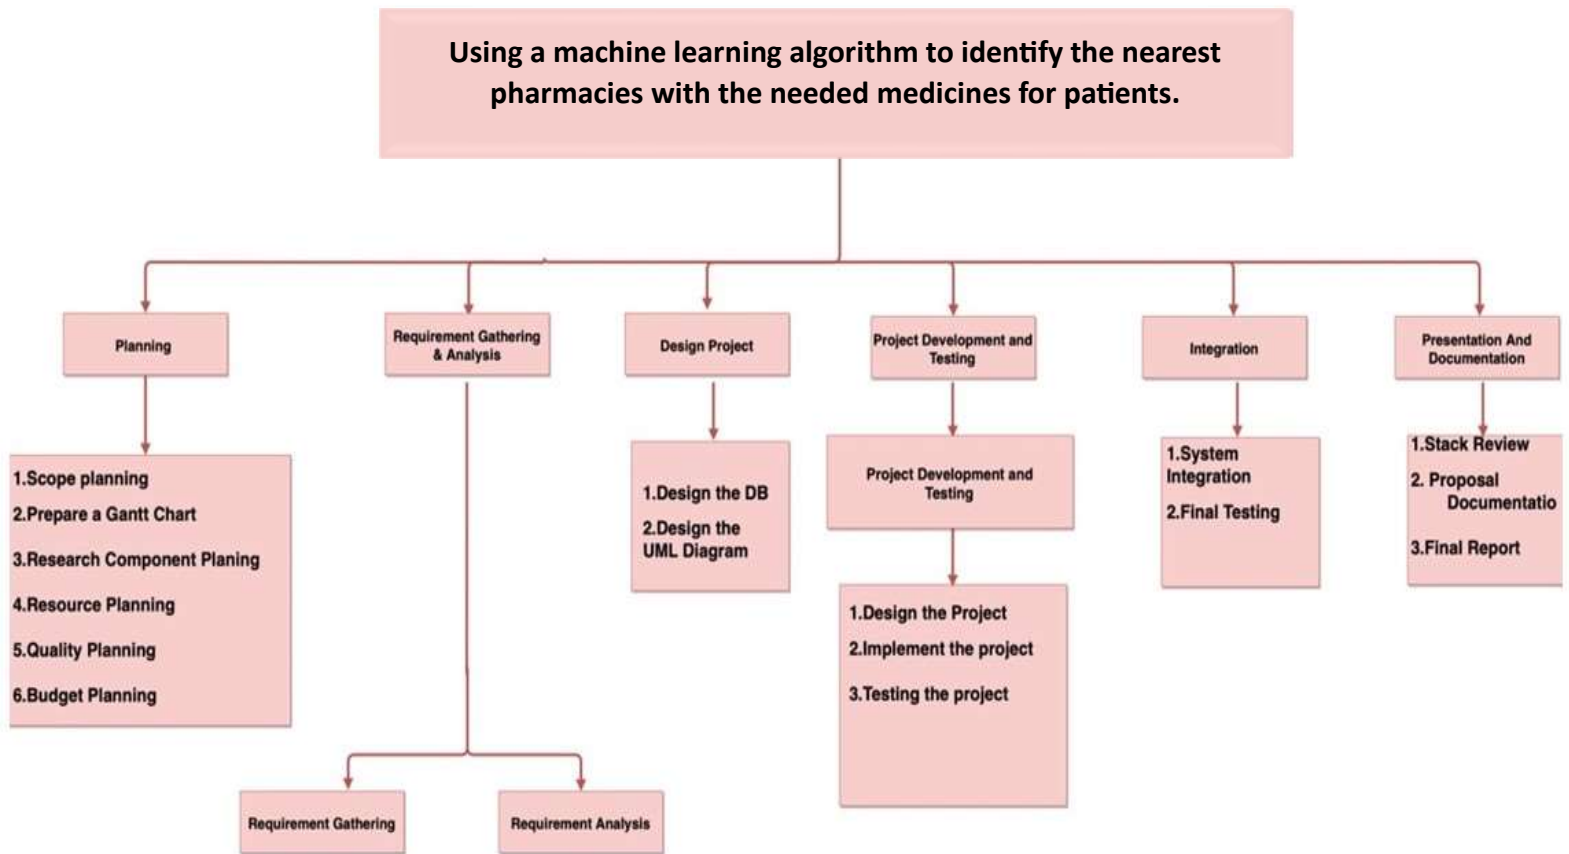 Using a machine learning algorithm to identify the nearest
pharmacies with the needed medicines for patients.
Planning
Requirement Gathering
& Analysis
Design Project
Project Development and
Testing
Integration
Presentation And
Documentation
1.Scope planning
2.Prepare a Gantt Chart
3.Research Component Planing
4.Resource Planning
5.Quality Planning
6.Budget Planning
Requirement Gathering
Requirement Analysis
1.Design the DB
2.Design the
UML Diagram
Project Development and
Testing
1.Design the Project
2.Implement the project
3.Testing the project
1.System
Integration
2.Final Testing
1.Stack Review
2. Proposal
Documentatio
3.Final Report